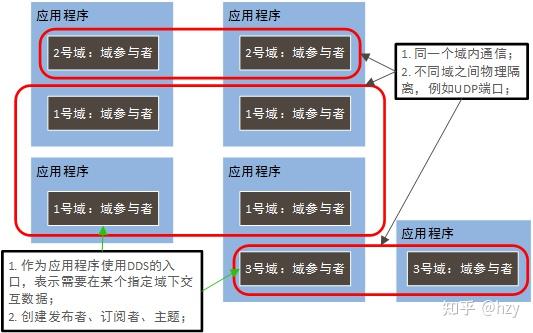 应用程序
应用程序
2号域：域参与者
2号域：域参与者
1. 同一个域内通信；
2. 不同域之间物理隔
离，例如UDP端口；
1号域：域参与者
1号域：域参与者
应用程序
应用程序
1号域：域参与者
1号域：域参与者
应用程序
1. 作为应用程序使用DDS的入
口，表示需要在某个指定域下交
互数据；
2. 创建发布者、订阅者、主题；
3号域：域参与者
3号域：域参与者
知乎 @hzy